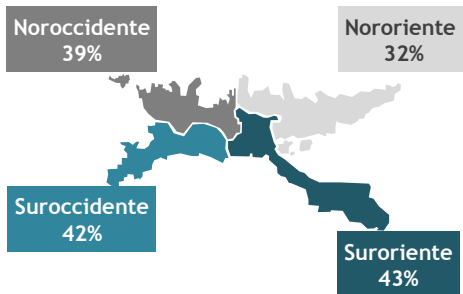 Noroccidente
39%
Nororiente
32%
Suroccidente
42%
Suroriente
43%